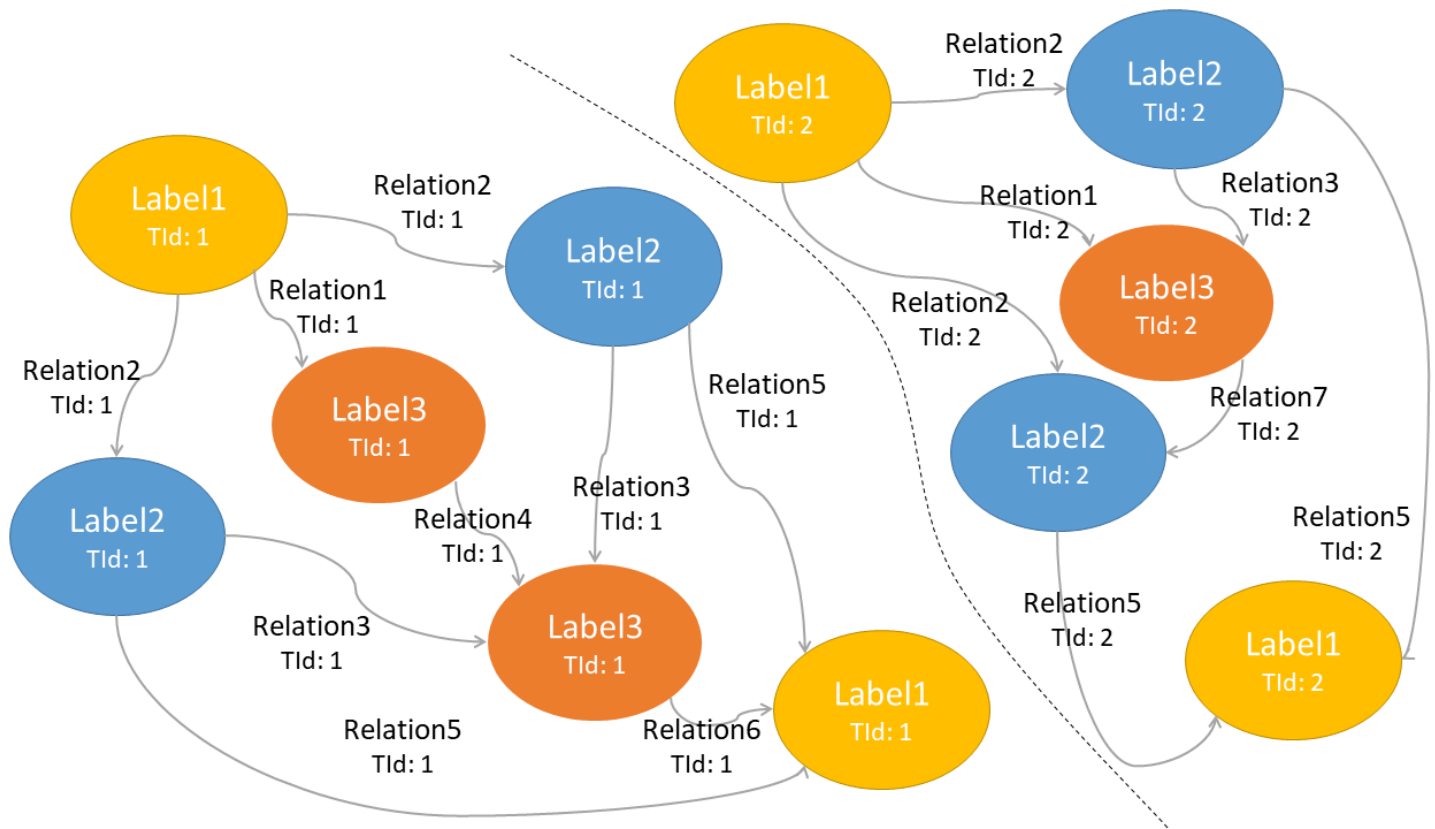 Relation2
TId: 2
Label1
TId: 2
Label2
TId: 2
Relation1
TId: 2
Relation3
TId: 2
Label3
TId: 2
Relation2
TId: 2
Relation7
TId: 2
Label2
TId: 2
Relation5
TId: 2
Relation5
TId: 2
Label1
TId: 2
Label1
TId: 1
Relation2
TId: 1
Label2
TId: 1
Relation1
TId: 1
Relation2
TId: 1
Label3
TId: 1
Relation5
TId: 1
Relation3
TId: 1
Relation4
TId: 1
Label2
TId: 1
Relation3
TId: 1
Label3
TId: 1
Label1
TId: 1
Relation5
TId: 1
Relation6
TId: 1